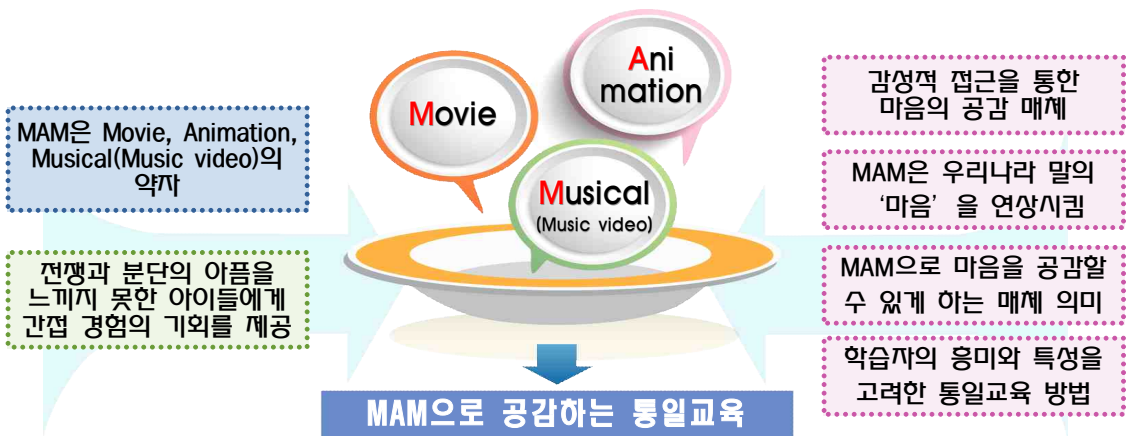 MAM은 Movie, Animation,
Musical(Music video)의
약자
전쟁과 분단의 아픔을
느끼지 못한 아이들에게
간접 경험의 기회를 제공
Movie
Ani
mation
Musical
(Music video)
감성적 접근을 통한
마음의 공감 매체
MAM은 우리나라 말의
‘마음’ 을 연상시킴
MAM으로 마음을 공감할
수 있게 하는 매체 의미
학습자의 흥미와 특성을
고려한 통일교육 방법
MAM으로 공감하는 통일교육